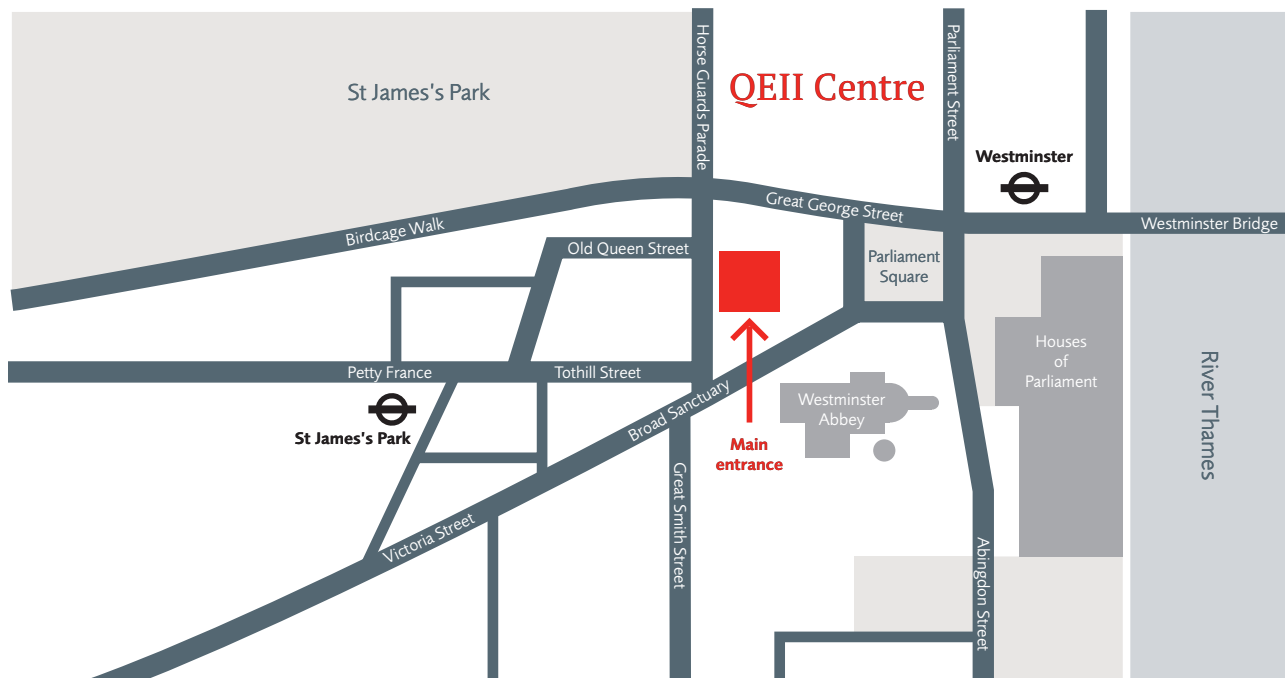 St James's Park
Horse Guards Parade
QEII Centre
Parliament Street
Westminster
Birdcage Walk
Great George Street
Westminster Bridge
Old Queen Street
Parliament
Square
Petty France
Tothill Street
Houses
of
Parliament
River Thames
St James's Park
Broad Sanctuary
Main
entrance
Westminster
Abbey
Victoria Street
Great Smith Street
Abingdon Street